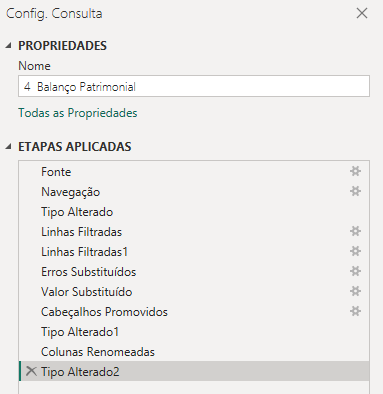 Config. Consulta
PROPRIEDADES
Nome
4 Balanço Patrimonial
Todas as Propriedades
ETAPAS APLICADAS
Fonte
Navegação
Tipo Alterado
Linhas Filtradas
Linhas Filtradas1
Erros Substituídos
Valor Substituído
Cabeçalhos Promovidos
Tipo Alterado1
Colunas Renomeadas
Tipo Alterado2